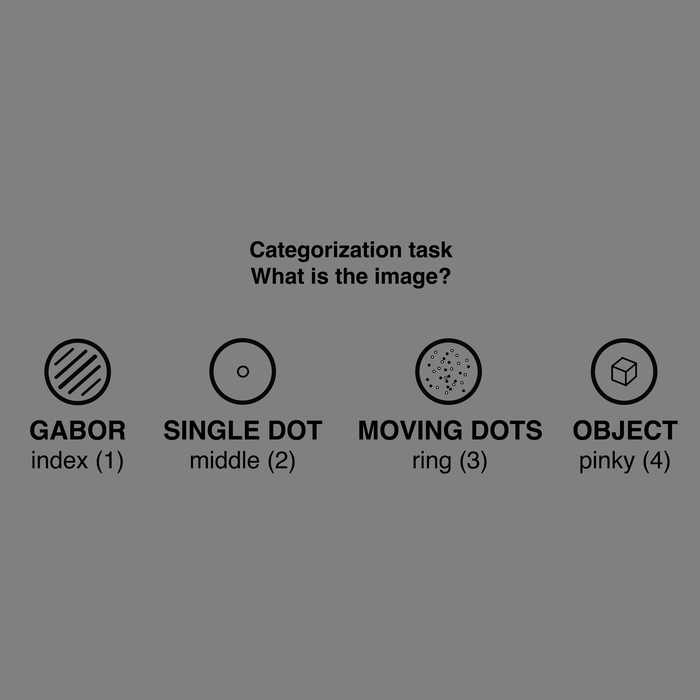 Categorization task
What is the image?
GABOR
index (1)
SINGLE DOT
middle (2)
MOVING DOTS
ring (3)
OBJECT
pinky (4)